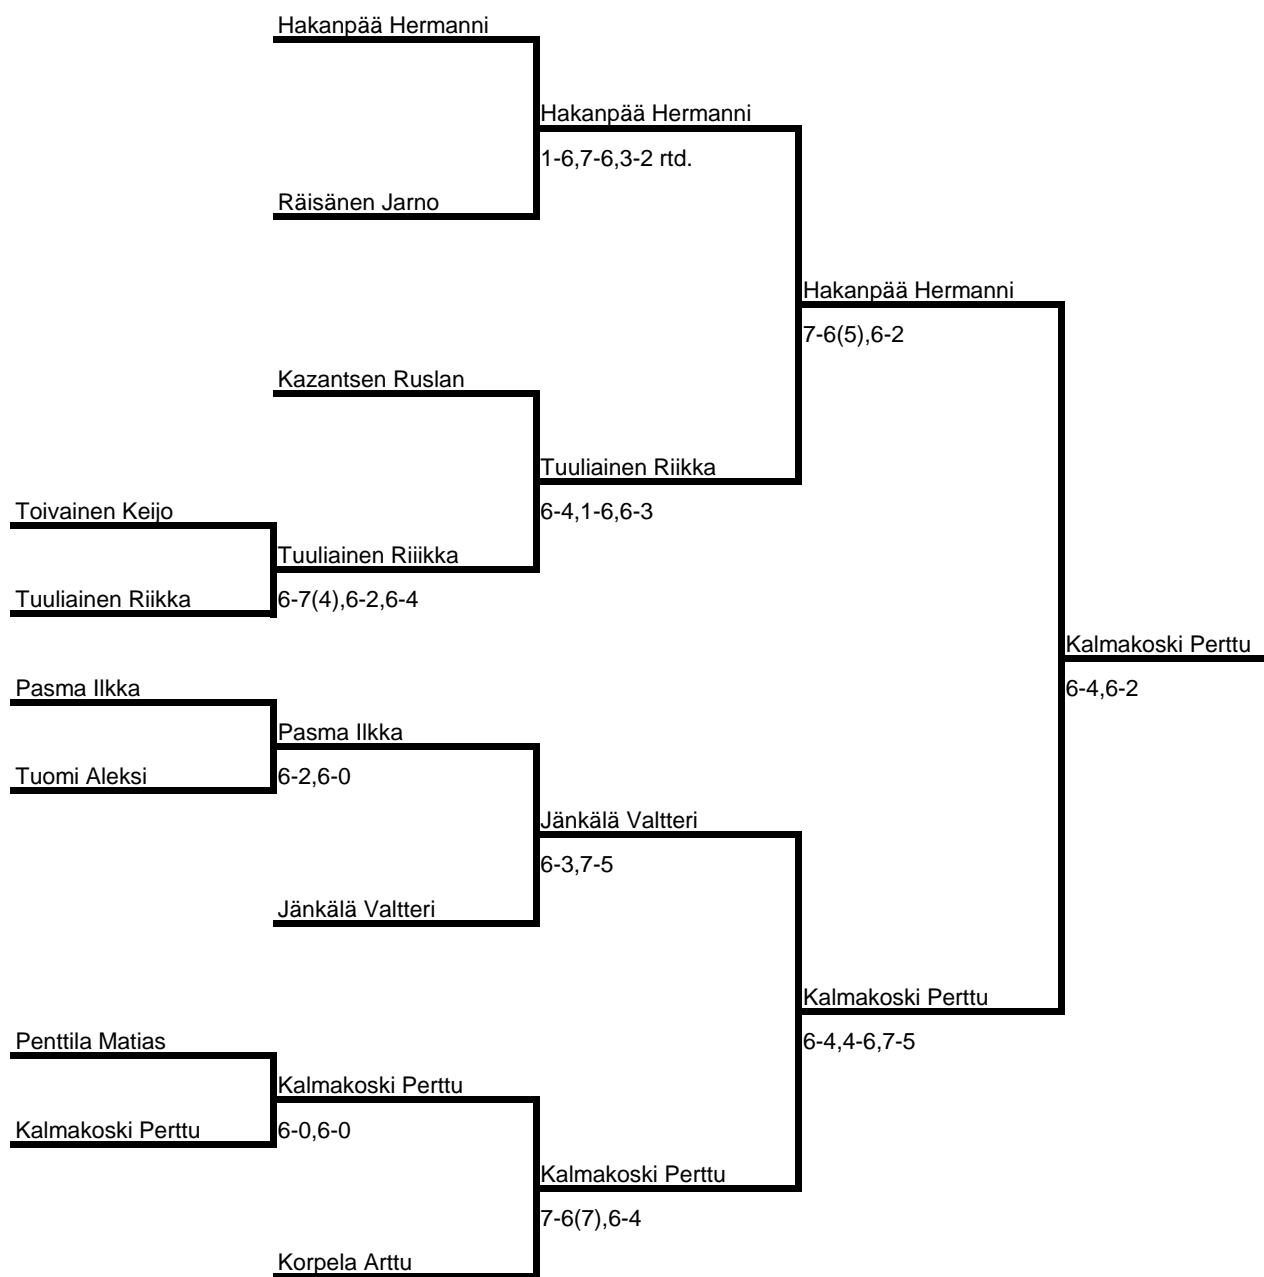 Hakanpää Hermanni
Hakanpää Hermanni
1-6,7-6,3-2 rtd.
Räisänen Jarno
Hakanpää Hermanni
7-6(5),6-2
Kazantsen Ruslan
Tuuliainen Riikka
6-4,1-6,6-3
Toivainen Keijo
Tuuliainen Riiikka
Tuuliainen Riikka
6-7(4),6-2,6-4
Kalmakoski Perttu
6-4,6-2
Pasma Ilkka
Pasma Ilkka
Tuomi Aleksi
6-2,6-0
Jänkälä Valtteri
6-3,7-5
Jänkälä Valtteri
Kalmakoski Perttu
6-4,4-6,7-5
Penttila Matias
Kalmakoski Perttu
Kalmakoski Perttu
6-0,6-0
Kalmakoski Perttu
7-6(7),6-4
Korpela Arttu